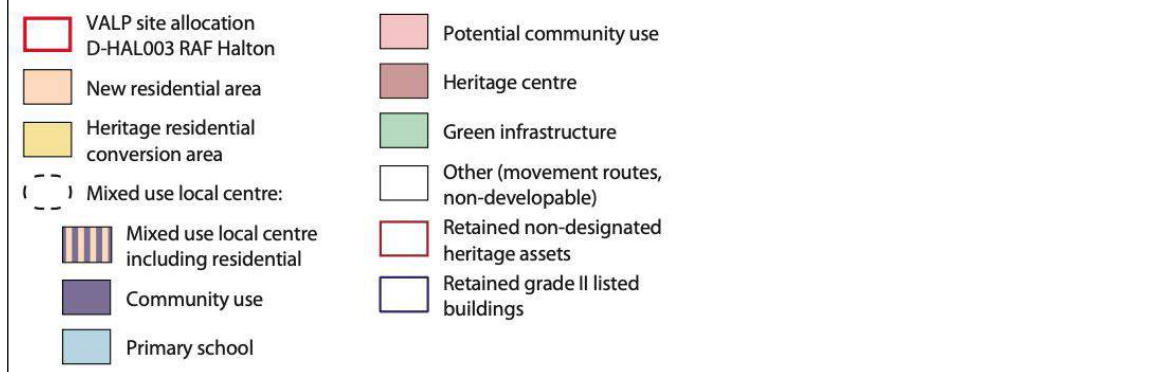 VALP site allocation
D-HAL003 RAF Halton
New residential area
Heritage residential
conversion area
Mixed use local centre:
Mixed use local centre
including residential
Community use
Primary school
Potential community use
Heritage centre
Green infrastructure
Other (movement routes,
non-developable)
Retained non-designated
heritage assets
Retained grade II listed
buildings